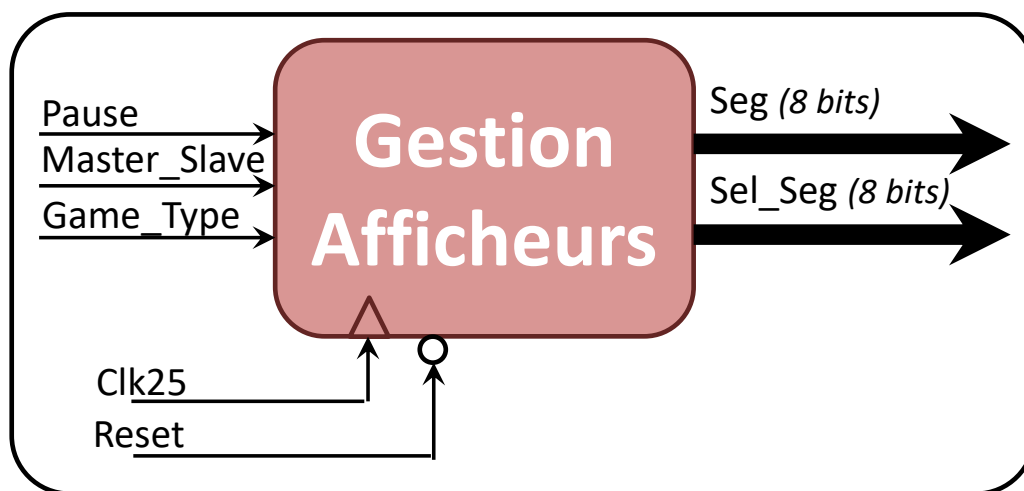 Pause
Master_Slave
Game_Type
Gestion
Afficheurs
Seg (8 bits)
Sel_Seg (8 bits)
Clk25
Reset